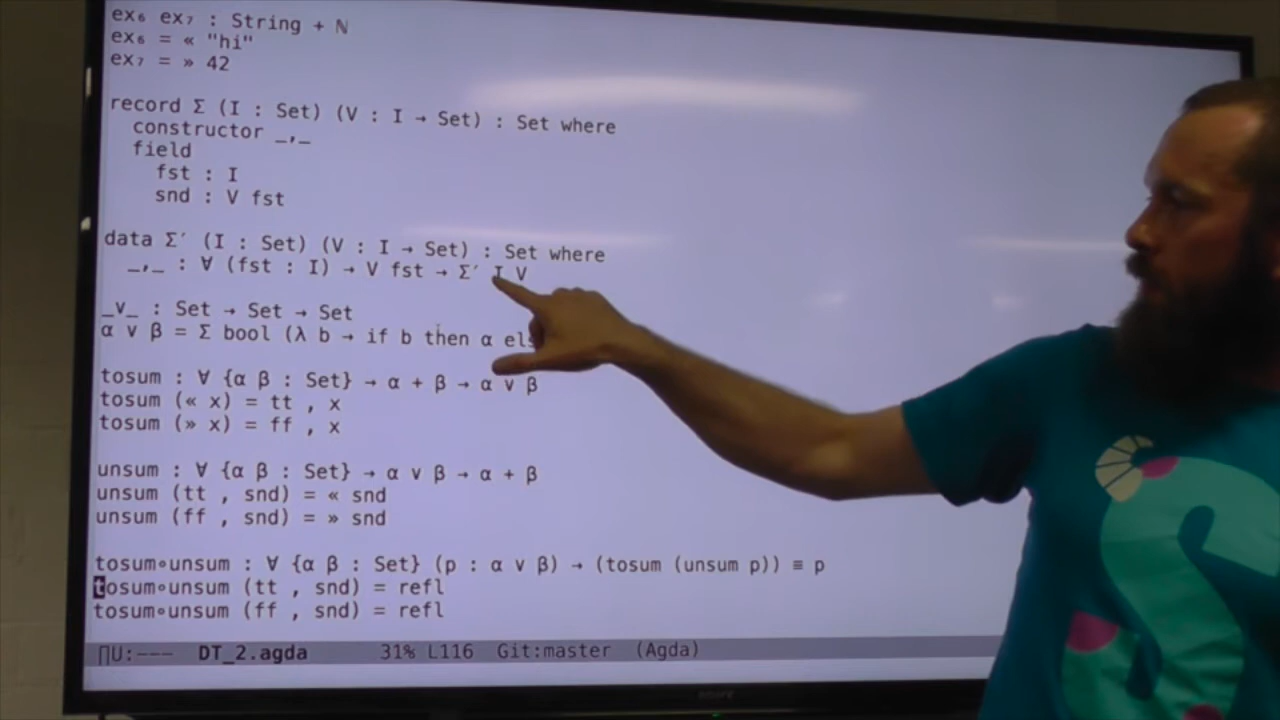 ex₆ ex₇ : String + ℕ
ex₆ = « "hi"
ex₇ = » 42
record Σ (I : Set) (V : I → Set) : Set where
constructor _,_
field
fst : I
snd : V fst
data Σ′ (I : Set) (V : I → Set) : Set where
_,_ : ∀ (fst : I) → V fst → Σ′ I V
_∨_ : Set → Set → Set
α ∨ β = Σ bool (λ b → if b then α
tosum : ∀ {α β : Set} → α + β → α ∨ β
tosum (« x) = tt , x
tosum (» x) = ff , x
unsum : ∀ {α β : Set} → α ∨ β → α + β
unsum (tt , snd) = « snd
unsum (ff , snd) = » snd
tosum∘unsum : ∀ {α β : Set} (p : α ∨ β) → (tosum (unsum p)) ≡ p
tosum∘unsum (tt , snd) = refl
tosum∘unsum (ff , snd) = refl
∏U:--- DT_2.agda 31% L116 Git:master (Agda)